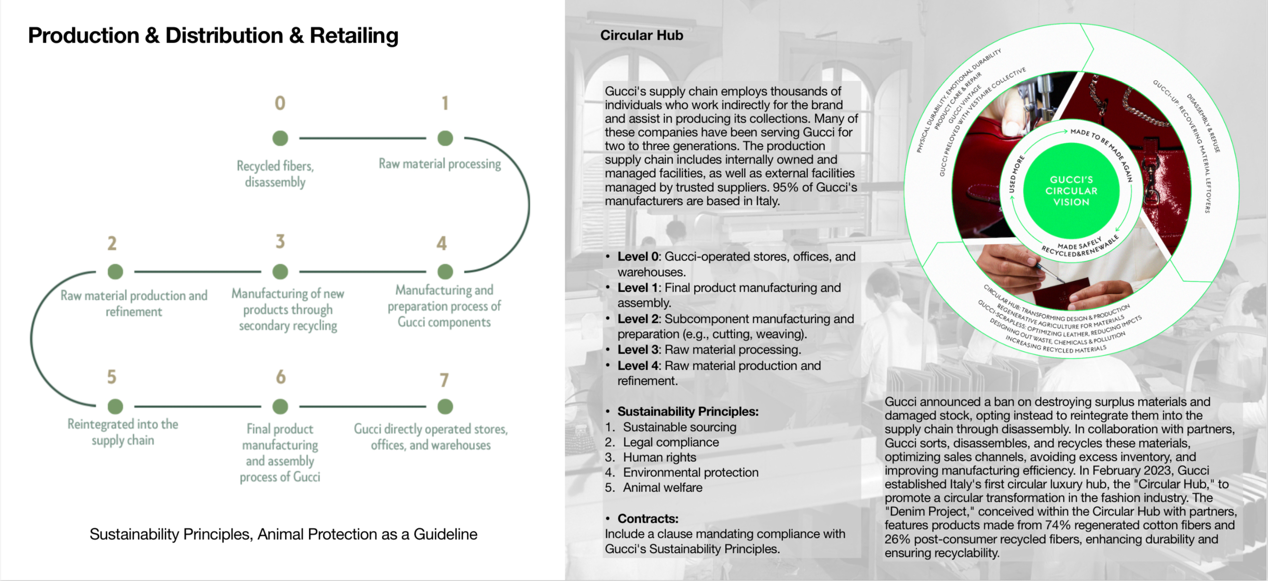 Production & Distribution & Retailing
0
Recycled fibers,
disassembly
1
Raw material processing
2
Raw material production and
refinement
3
Manufacturing of new
products through
secondary recycling
4
Manufacturing and
preparation process of
Gucci components
5
Reintegrated into the
supply chain
6
Final product
manufacturing
and assembly
process of Gucci
7
Gucci directly operated stores,
offices, and warehouses
Sustainability Principles, Animal Protection as a Guideline
Circular Hub
Gucci's supply chain employs thousands of
individuals who work indirectly for the brand
and assist in producing its collections. Many of
these companies have been serving Gucci for
two to three generations. The production
supply chain includes internally owned and
managed facilities, as well as external facilities
managed by trusted suppliers. 95% of Gucci's
manufacturers are based in Italy.
• Level 0: Gucci-operated stores, offices, and
warehouses.
• Level 1: Final product manufacturing and
assembly.
• Level 2: Subcomponent manufacturing and
preparation (e.g., cutting, weaving).
• Level 3: Raw material processing.
• Level 4: Raw material production and
refinement.
• Sustainability Principles:
1. Sustainable sourcing
2. Legal compliance
3. Human rights
4. Environmental protection
5. Animal welfare
• Contracts:
Include a clause mandating compliance with
Gucci's Sustainability Principles.
PHYSICAL DURABILITY, EMOTIONAL DURABILITY
PRODUCT CARE & REPAIR
GUCCI VINTAGE
GUCCI PRELOVED WITH VESTIAIRE COLLECTIVE
DISASSEMBLY & REFUSE
GUCCI-UP: RECOVERING MATERIAL LEFTOVERS
USED MORE
MADE TO BE MADE AGAIN
MADE SAFELY
RECYCLED&RENEWABLE
GUCCI'S
CIRCULAR
VISION
CIRCULAR HUB: TRANSFORMING DESIGN & PRODUCTION
REGENERATIVE AGRICULTURE FOR MATERIALS
GUCCI-SCRAPLESS: OPTIMIZING LEATHER, REDUCING IMPCTS
DESIGNING OUT WASTE, CHEMICALS & POLLUTION
INCREASING RECYCLED MATERIALS
Gucci announced a ban on destroying surplus materials and
damaged stock, opting instead to reintegrate them into the
supply chain through disassembly. In collaboration with partners,
Gucci sorts, disassembles, and recycles these materials,
optimizing sales channels, avoiding excess inventory, and
improving manufacturing efficiency. In February 2023, Gucci
established Italy's first circular luxury hub, the "Circular Hub," to
promote a circular transformation in the fashion industry. The
"Denim Project," conceived within the Circular Hub with partners,
features products made from 74% regenerated cotton fibers and
26% post-consumer recycled fibers, enhancing durability and
ensuring recyclability.